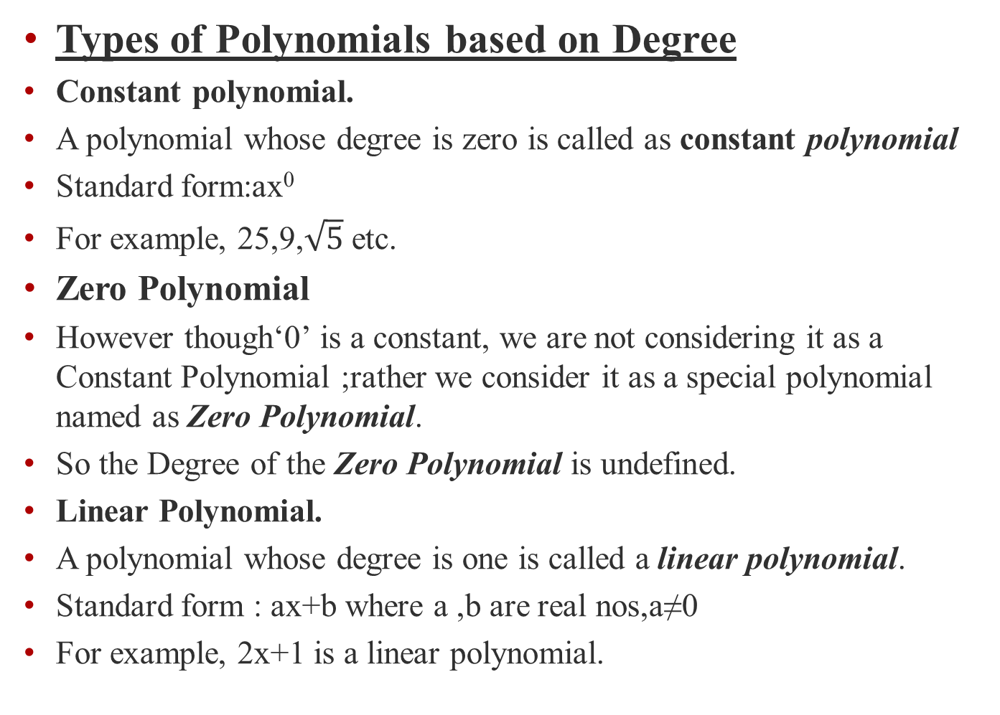 • Types of Polynomials based on Degree
• Constant polynomial.
• A polynomial whose degree is zero is called as constant polynomial
• Standard form:ax⁰
• For example, 25,9,√5 etc.
• Zero Polynomial
• However though‘0’ is a constant, we are not considering it as a
Constant Polynomial ;rather we consider it as a special polynomial
named as Zero Polynomial.
• So the Degree of the Zero Polynomial is undefined.
• Linear Polynomial.
• A polynomial whose degree is one is called a linear polynomial.
• Standard form : ax+b where a ,b are real nos,a≠0
• For example, 2x+1 is a linear polynomial.